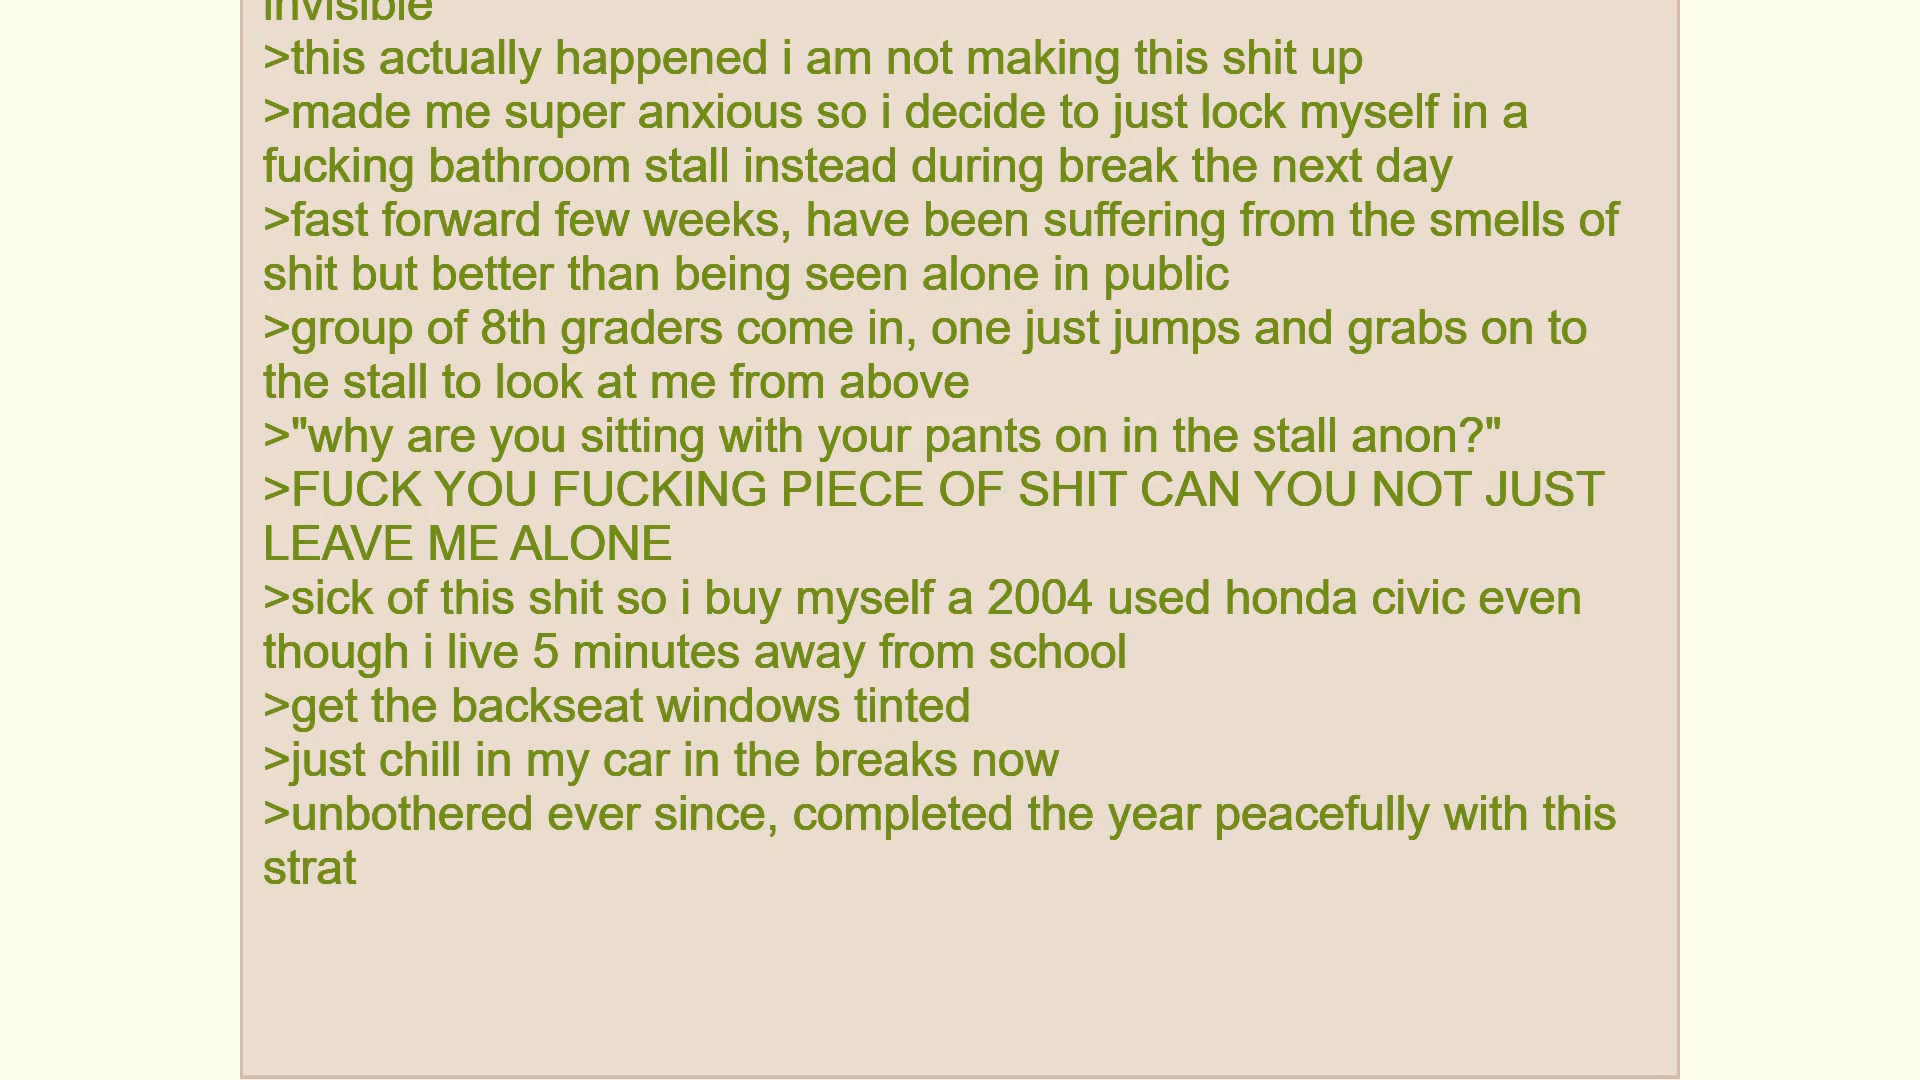 invisible
>this actually happened i am not making this shit up
>made me super anxious so i decide to just lock myself in a
fucking bathroom stall instead during break the next day
>fast forward few weeks, have been suffering from the smells of
shit but better than being seen alone in public
>group of 8th graders come in, one just jumps and grabs on to
the stall to look at me from above
>"why are you sitting with your pants on in the stall anon?"
>FUCK YOU FUCKING PIECE OF SHIT CAN YOU NOT JUST
LEAVE ME ALONE
>sick of this shit so i buy myself a 2004 used honda civic even
though i live 5 minutes away from school
>get the backseat windows tinted
>just chill in my car in the breaks now
>unbothered ever since, completed the year peacefully with this
strat